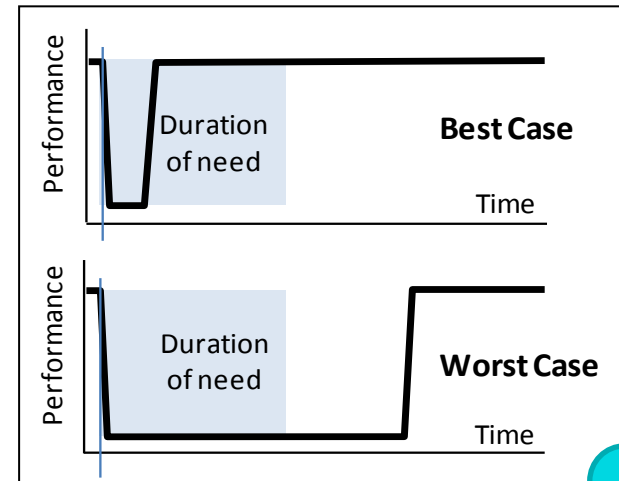 Performance
Duration
of need
Best Case
Time
Performance
Duration
of need
Worst Case
Time